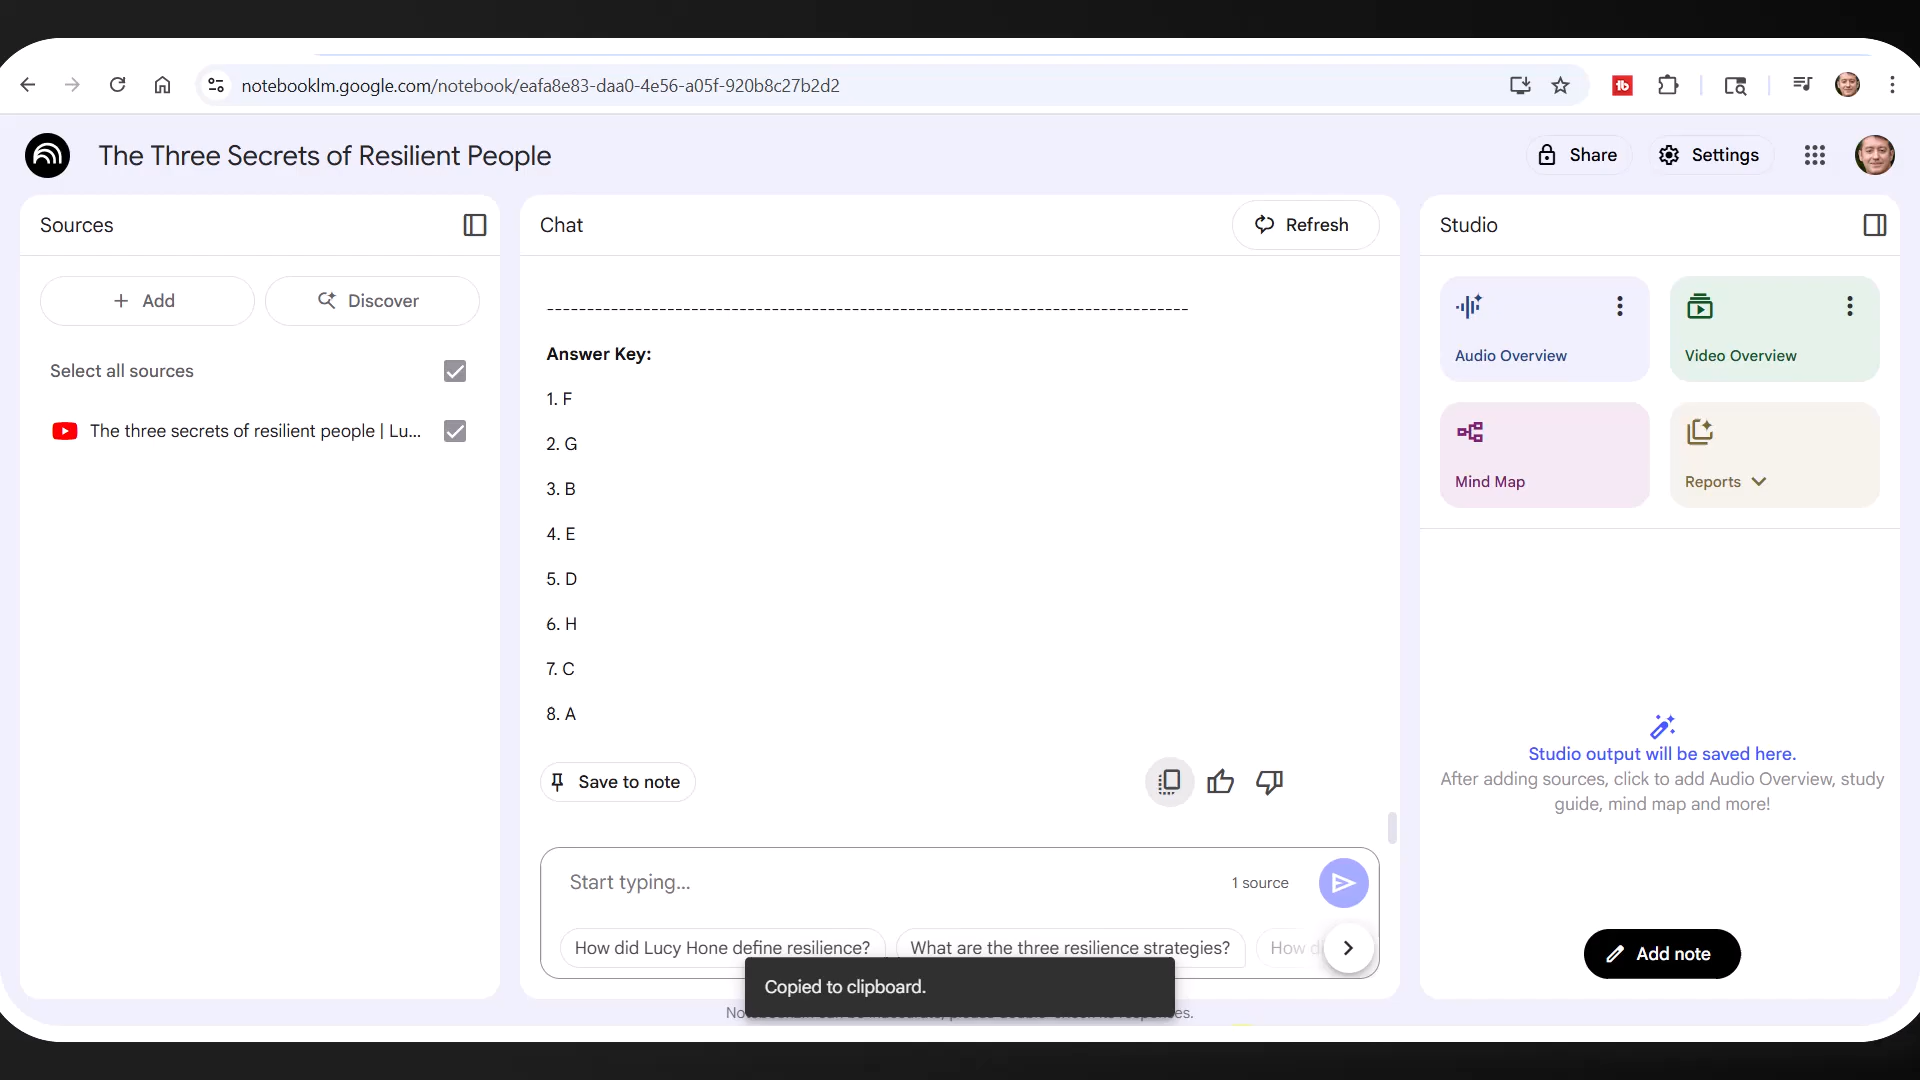 notebooklm.google.com/notebook/eafa8e83-daa0-4e56-a05f-920b8c27b2d2
The Three Secrets of Resilient People
Share
Settings
Sources
Add
Discover
Select all sources
The three secrets of resilient people | Lu...
Chat
Refresh
--------------------------------------------------------------------------------
Answer Key:
1. F
2. G
3. B
4. E
5. D
6. H
7. C
8. A
Save to note
Start typing...
1 source
How did Lucy Hone define resilience?
What are the three resilience strategies?
How
Copied to clipboard.
Studio
Audio Overview
Video Overview
Mind Map
Reports
Studio output will be saved here.
After adding sources, click to add Audio Overview, study
guide, mind map and more!
Add note